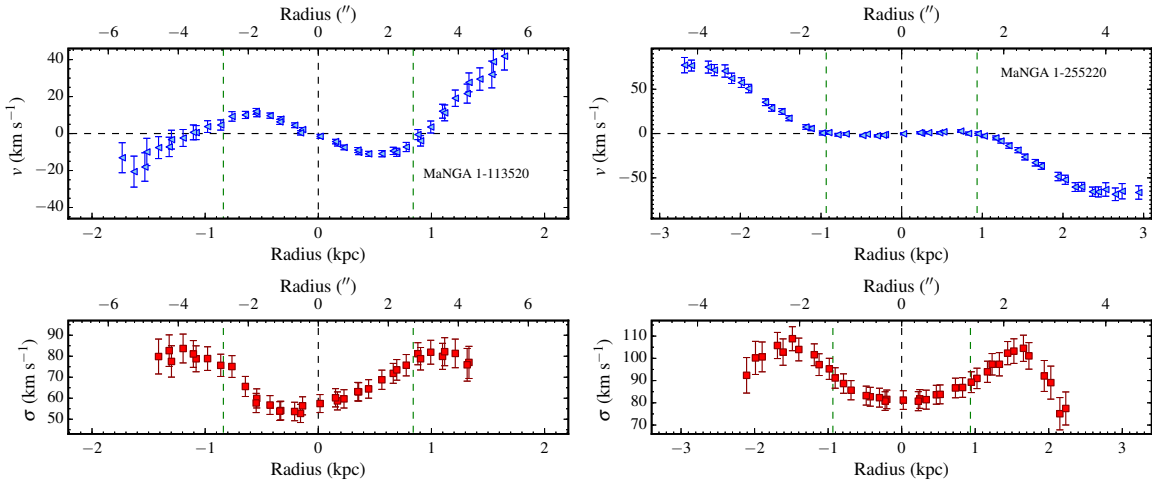 Radius (″)
−6 −4 −2 0 2 4 6
40
20
0
−20
−40
v (km s⁻¹)
MaNGA 1-113520
−2 −1 0 1 2
Radius (kpc)
Radius (″)
−4 −2 0 2 4
50
0
−50
v (km s⁻¹)
MaNGA 1-255220
−3 −2 −1 0 1 2 3
Radius (kpc)
Radius (″)
−6 −4 −2 0 2 4 6
90
80
70
60
50
σ (km s⁻¹)
−2 −1 0 1 2
Radius (kpc)
Radius (″)
−4 −2 0 2 4
110
100
90
80
70
σ (km s⁻¹)
−3 −2 −1 0 1 2 3
Radius (kpc)